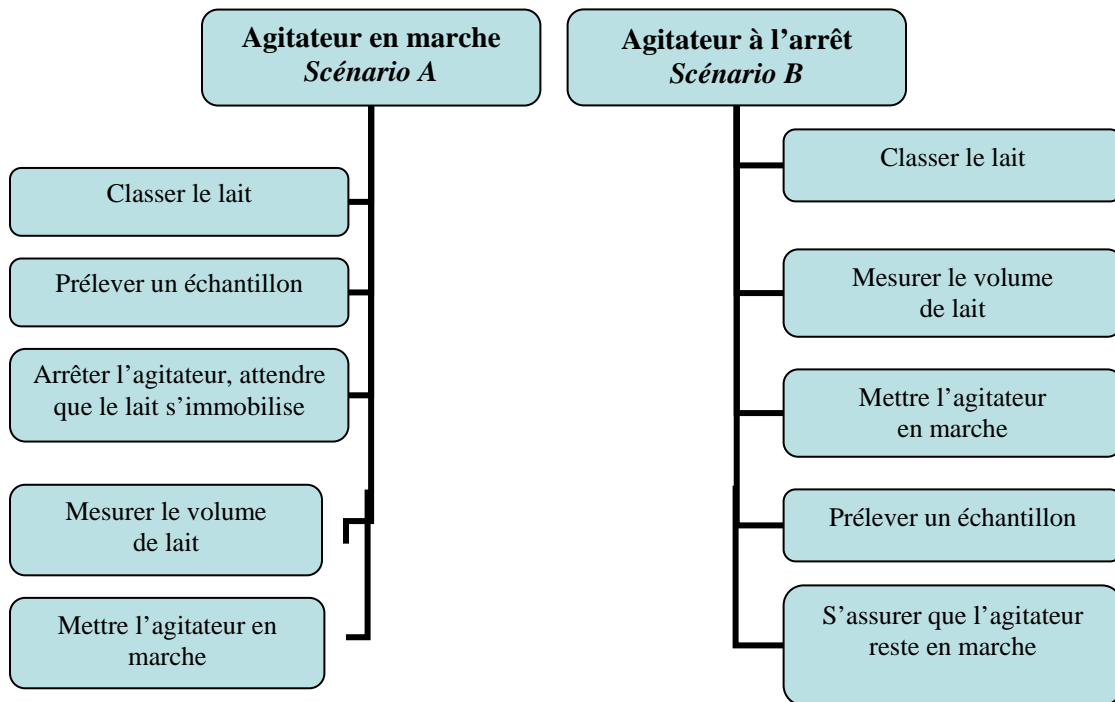 Agitateur en marche
Scénario A
Classer le lait
Prélever un échantillon
Arrêter l’agitateur, attendre
que le lait s’immobilise
Mesurer le volume
de lait
Mettre l’agitateur en
marche
Agitateur à l’arrêt
Scénario B
Classer le lait
Mesurer le volume
de lait
Mettre l’agitateur
en marche
Prélever un échantillon
S’assurer que l’agitateur
reste en marche